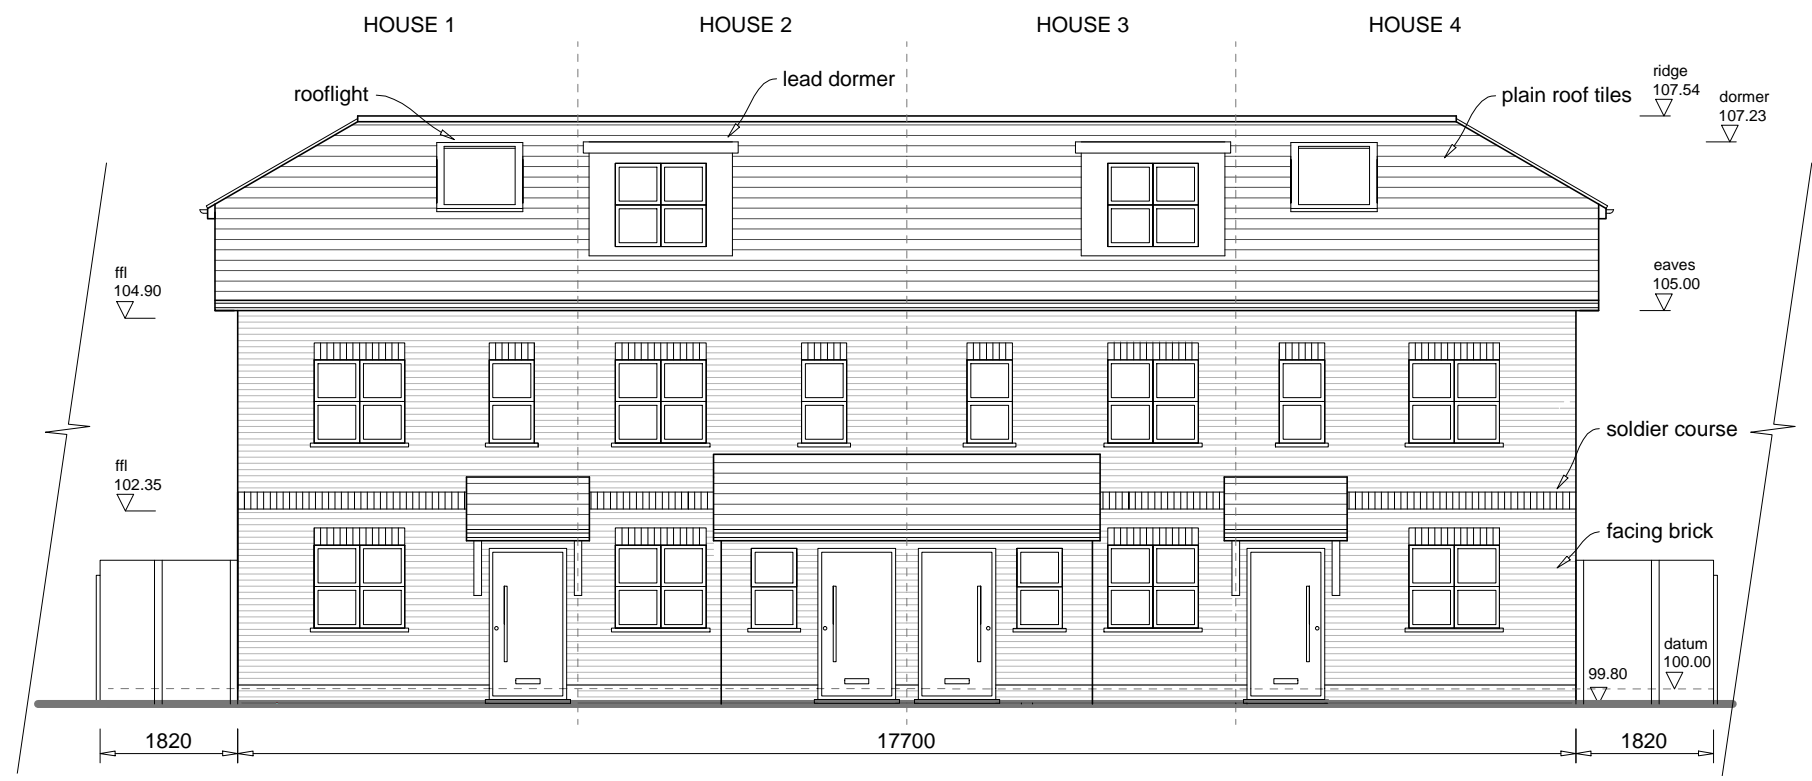 HOUSE 1
HOUSE 2
HOUSE 3
HOUSE 4
rooflight
lead dormer
plain roof tiles
ridge
107.54
dormer
107.23
ffl
104.90
eaves
105.00
soldier course
ffl
102.35
facing brick
datum
100.00
99.80
1820
17700
1820